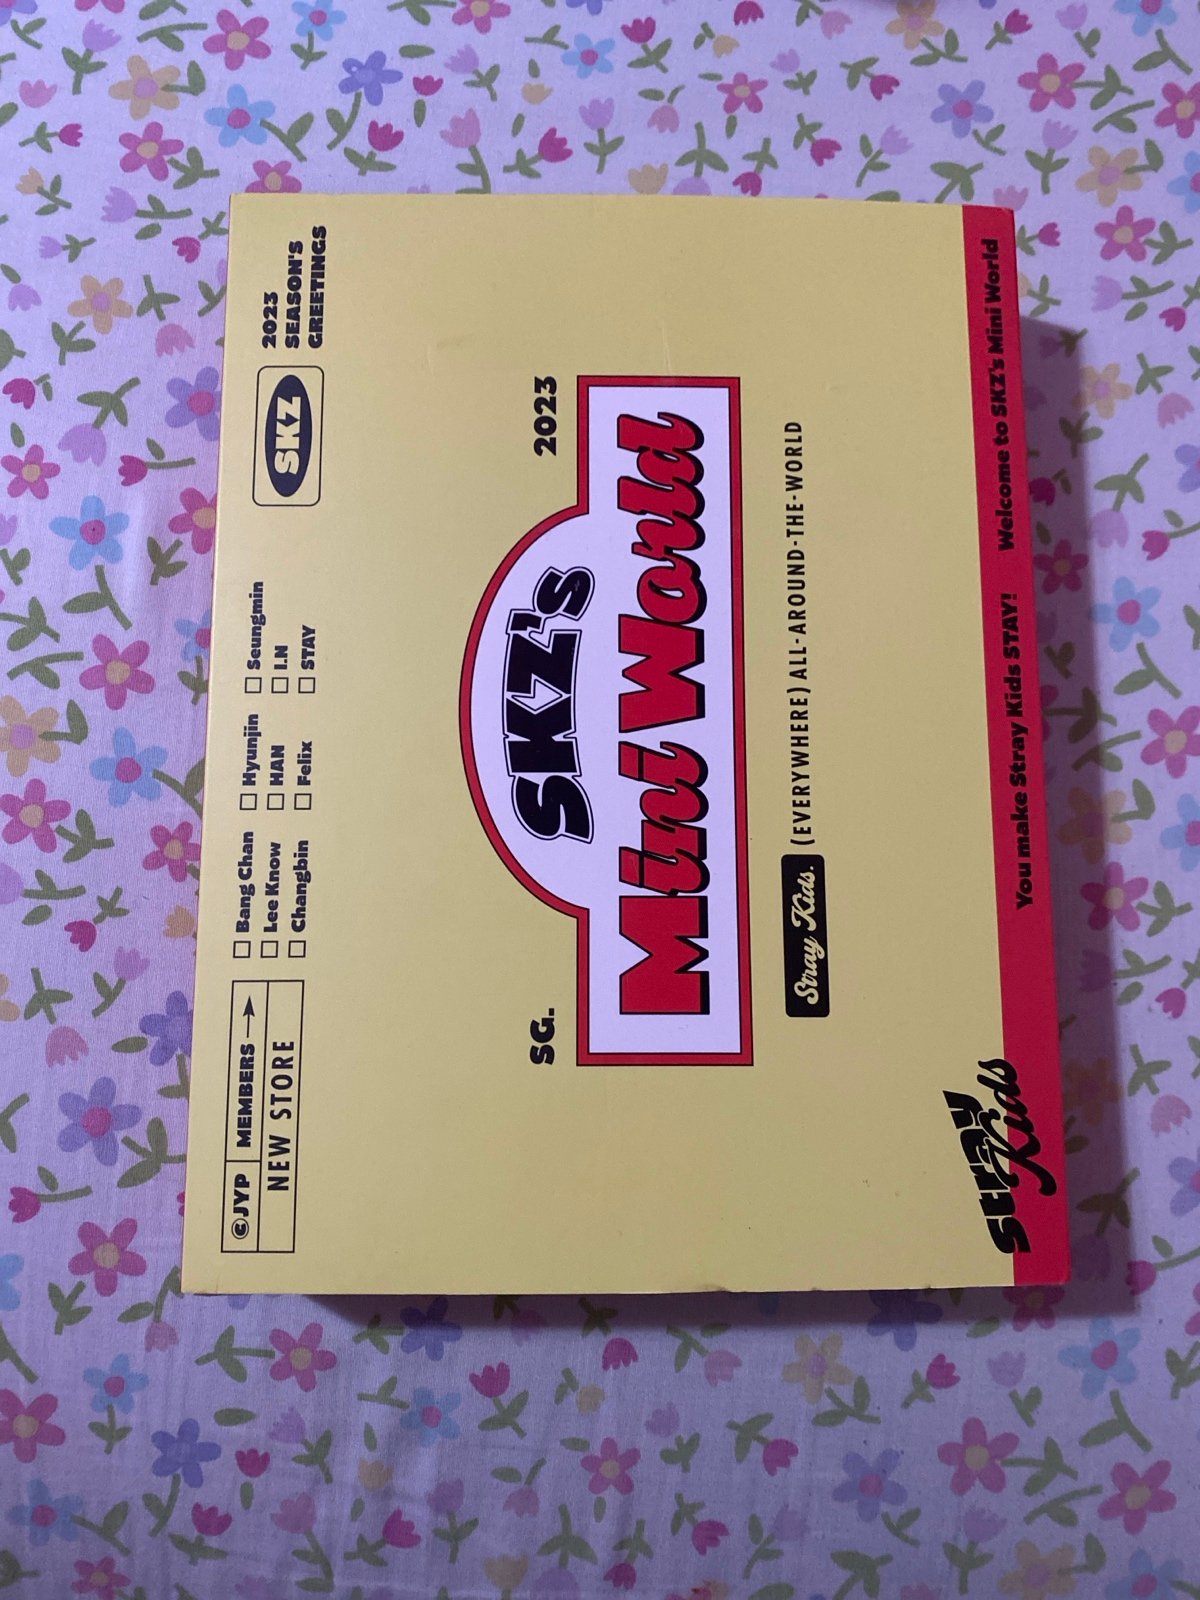 ©JYP MEMBERS →
NEW STORE
□ Bang Chan □ Hyunjin □ Seungmin
□ Lee Know □ HAN □ I.N
□ Changbin □ Felix □ STAY
SKZ
2023
SEASON'S
GREETINGS
SG. SKZ's 2023
Mini World
Stray Kids. (EVERYWHERE) ALL-AROUND-THE-WORLD
Stray
Kids
You make Stray Kids STAY! Welcome to SKZ's Mini World